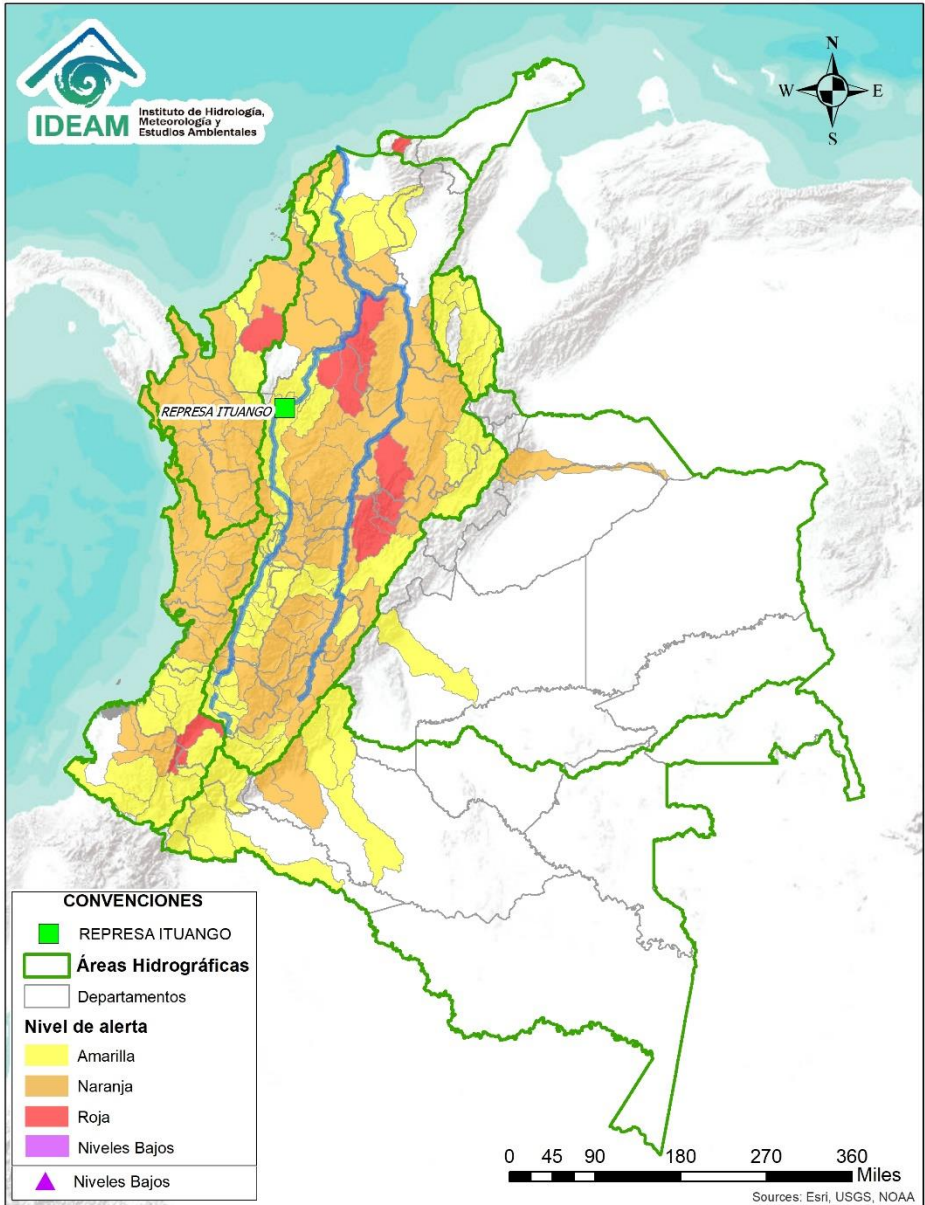 IDEAM
Instituto de Hidrología,
Meteorología y
Estudios Ambientales
N
W
E
S
REPRESA ITUANGO
CONVENCIONES
REPRESA ITUANGO
Áreas Hidrográficas
Departamentos
Nivel de alerta
Amarilla
Naranja
Roja
Niveles Bajos
Niveles Bajos
0 45 90 180 270 360
Miles
Sources: Esri, USGS, NOAA